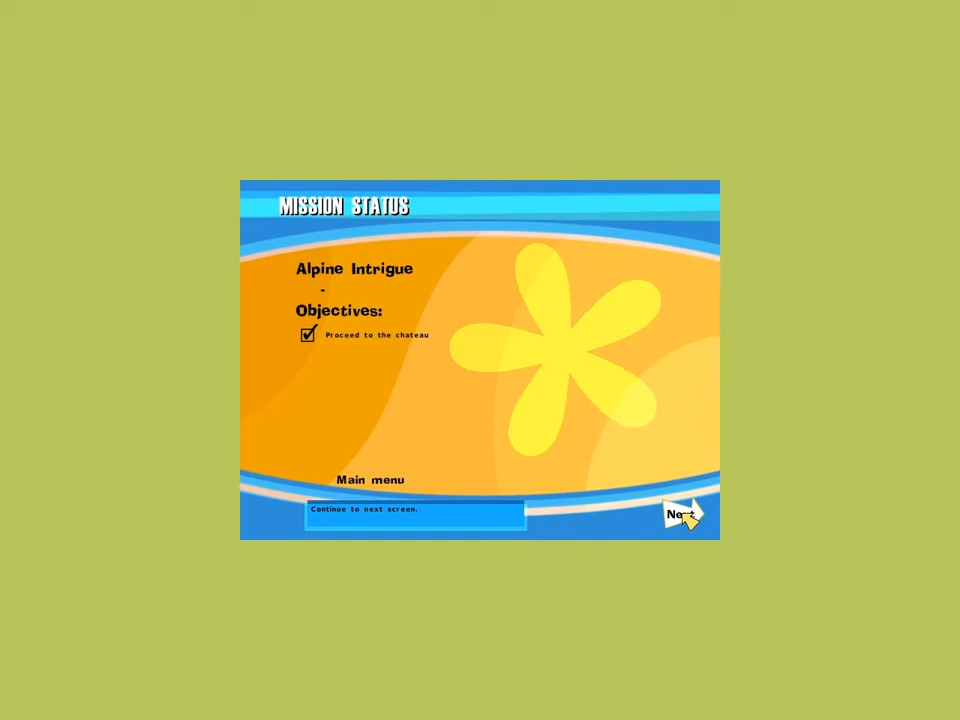 MISSION STATUS
Alpine Intrigue
-
Objectives:
Proceed to the chateau
Main menu
Continue to next screen.
Next